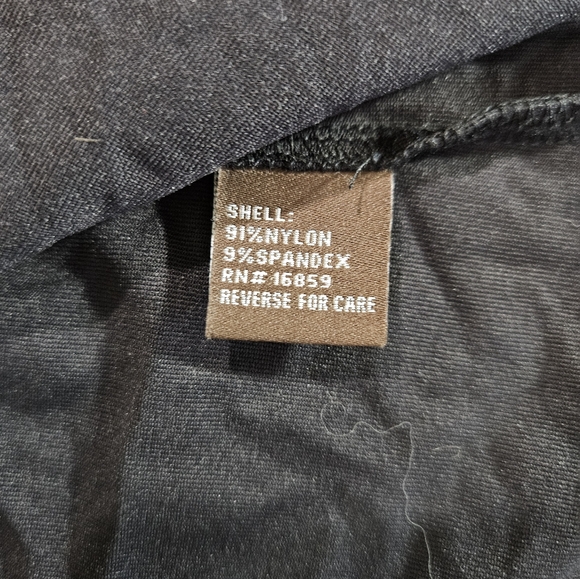 SHELL:
91%NYLON
9%SPANDEX
RN# 16859
REVERSE FOR CARE